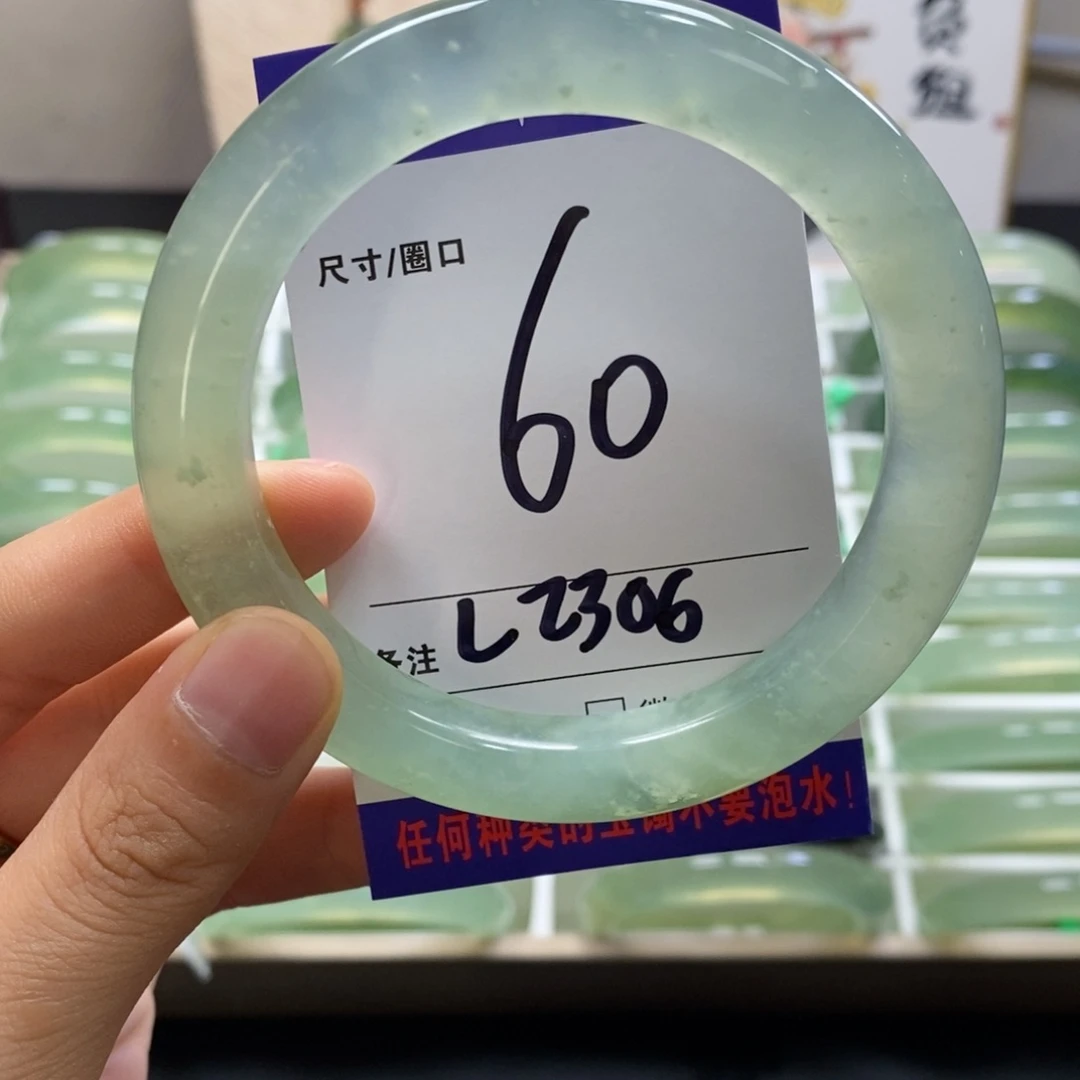 尺寸/圈口
60
备注 L2306
任何种类的玉镯不要泡水!